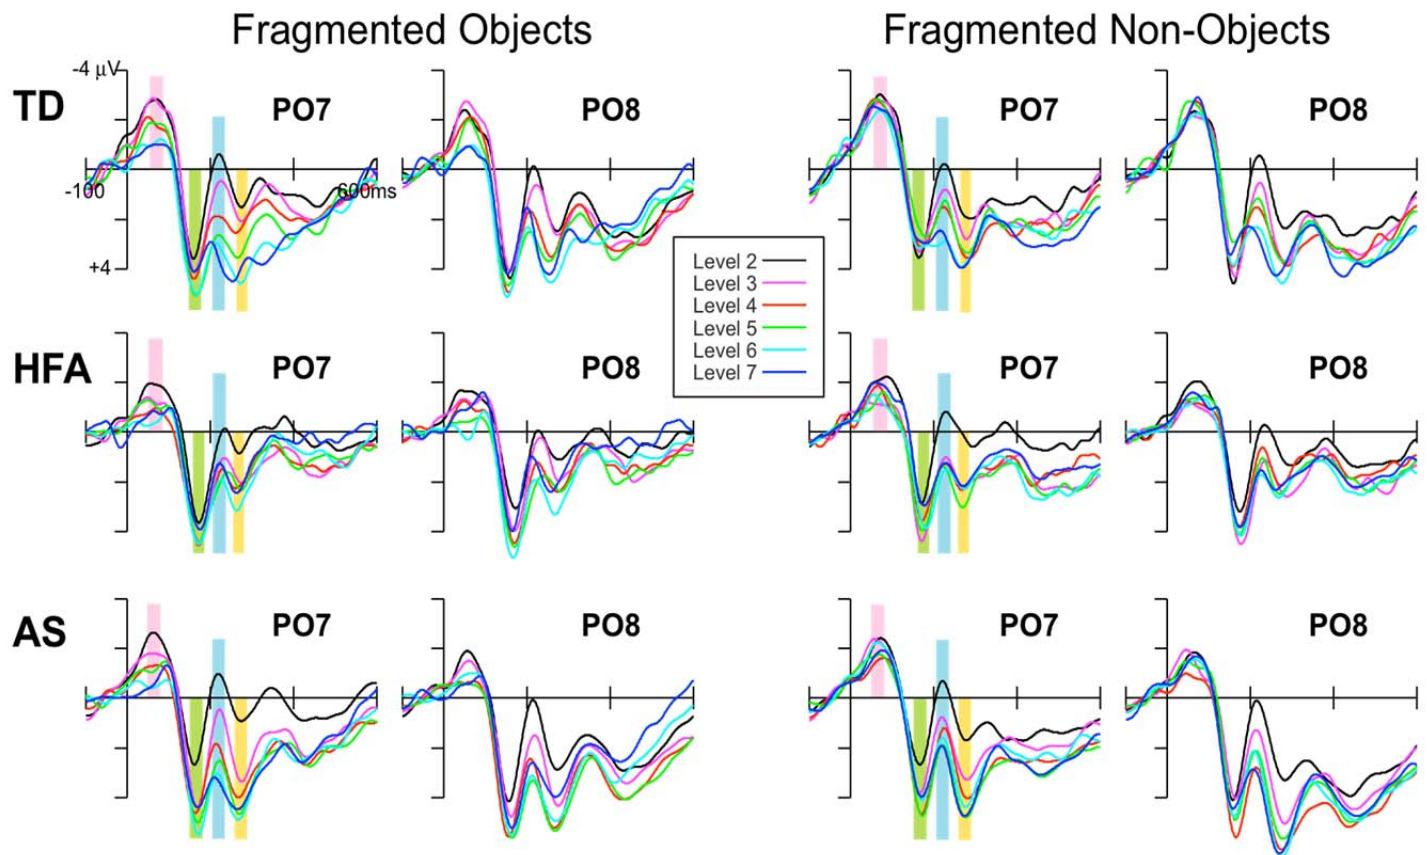 Fragmented Objects
Fragmented Non-Objects
TD
-4 µV
PO7
PO8
PO7
PO8
-100
600ms
+4
Level 2
Level 3
Level 4
Level 5
Level 6
Level 7
HFA
PO7
PO8
PO7
PO8
AS
PO7
PO8
PO7
PO8